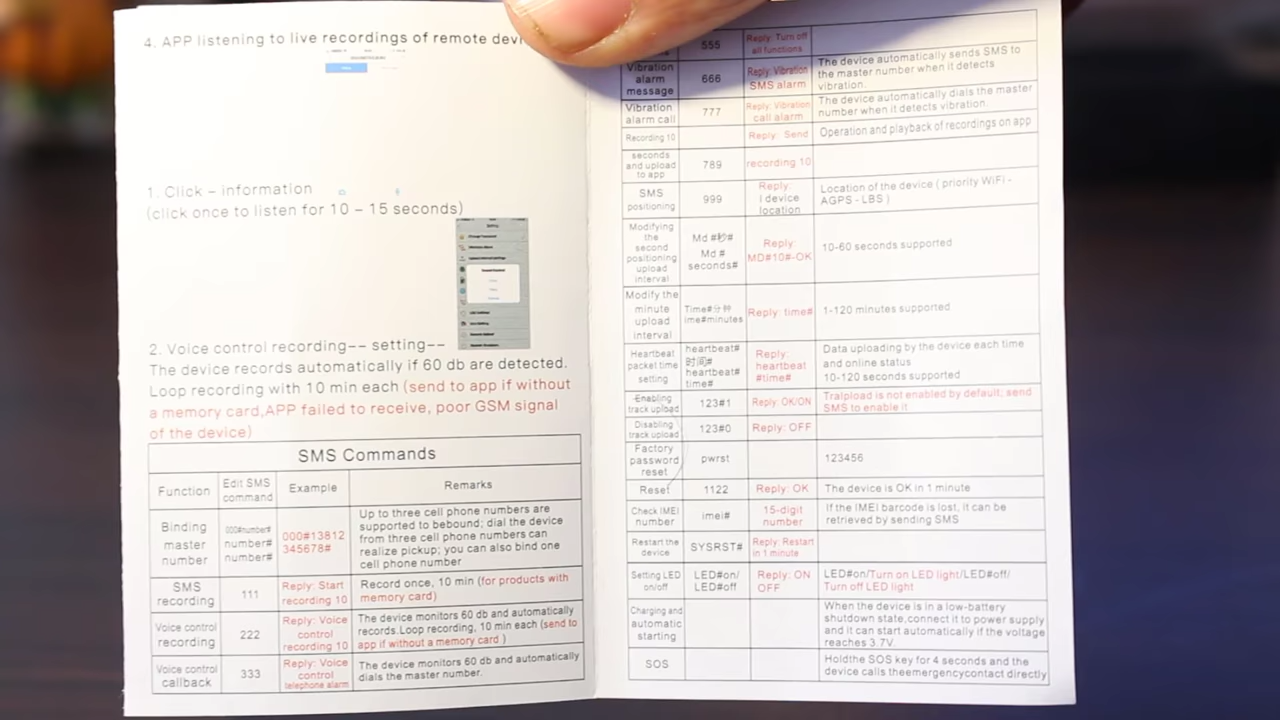 4. APP listening to live recordings of remote
1. Click – information
(click once to listen for 10 – 15 seconds)
2. Voice control recording–– setting––
The device records automatically if 60 db are detected.
Loop recording with 10 min each (send to app if without
a memory card,APP failed to receive, poor GSM signal
of the device)
SMS Commands
Function
Edit SMS
command
Example
Remarks
Binding
master
number
000#number#
number#
number#
000#13812
345678#
Up to three cell phone numbers are
supported to bebound; dial the device
from three cell phone numbers can
realize pickup; you can also bind one
cell phone number
SMS
recording
111
Reply: Start
recording 10
Record once, 10 min (for products with
memory card)
Voice control
recording
222
Reply: Voice
control
recording 10
The device monitors 60 db and automatically
records.Loop recording, 10 min each (send to
app if without a memory card )
Voice control
callback
333
Reply: Voice
control
telephone alarm
The device monitors 60 db and automatically
dials the master number.
555
Reply: Turn off
all functions
Vibration
alarm
message
666
Reply: Vibration
SMS alarm
The device automatically sends SMS to
the master number when it detects
vibration.
Vibration
alarm call
777
Reply: Vibration
call alarm
The device automatically dials the master
number when it detects vibration.
Recording 10
Reply: Send
Operation and playback of recordings on app
seconds
and upload
to app
789
recording 10
SMS
positioning
999
Reply:
l device
location
Location of the device ( priority WiFi -
AGPS - LBS )
Modifying
the
second
positioning
upload
interval
Md #秒#
Md #
seconds#
Reply:
MD#10#-OK
10-60 seconds supported
Modify the
minute
upload
interval
Time#分钟
ime#minutes
Reply: time#
1-120 minutes supported
Heartbeat
packet time
setting
heartbeat#
时间#
heartbeat#
time#
Reply:
heartbeat
#time#
Data uploading by the device each time
and online status
10-120 seconds supported
Enabling
track upload
123#1
Reply: OK/ON
Tralpload is not enabled by default; send
SMS to enable it
Disabling
track upload
123#0
Reply: OFF
Factory
password
reset
pwrst
123456
Reset
1122
Reply: OK
The device is OK in 1 minute
Check IMEI
number
imei#
15-digit
number
If the IMEI barcode is lost, it can be
retrieved by sending SMS
Restart the
device
SYSRST#
Reply: Restart
in 1 minute
Setting LED
on/off
LED#on/
LED#off
Reply: ON
OFF
LED#on/Turn on LED light/LED#off/
Turn off LED light
Charging and
automatic
starting
When the device is in a low-battery
shutdown state,connect it to power supply
and it can start automatically if the voltage
reaches 3.7V.
SOS
Holdthe SOS key for 4 seconds and the
device calls theemergencycontact directly